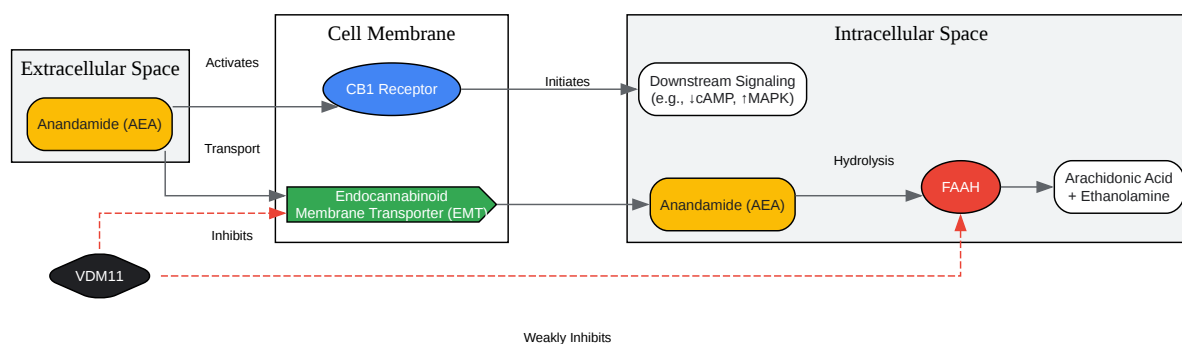 Extracellular Space
Anandamide (AEA)
Activates
Transport
Cell Membrane
CB1 Receptor
Endocannabinoid
Membrane Transporter (EMT)
Inhibits
VDM11
Initiates
Intracellular Space
Downstream Signaling
(e.g., ↓cAMP, ↑MAPK)
Anandamide (AEA)
Hydrolysis
FAAH
Arachidonic Acid
+ Ethanolamine
Weakly Inhibits